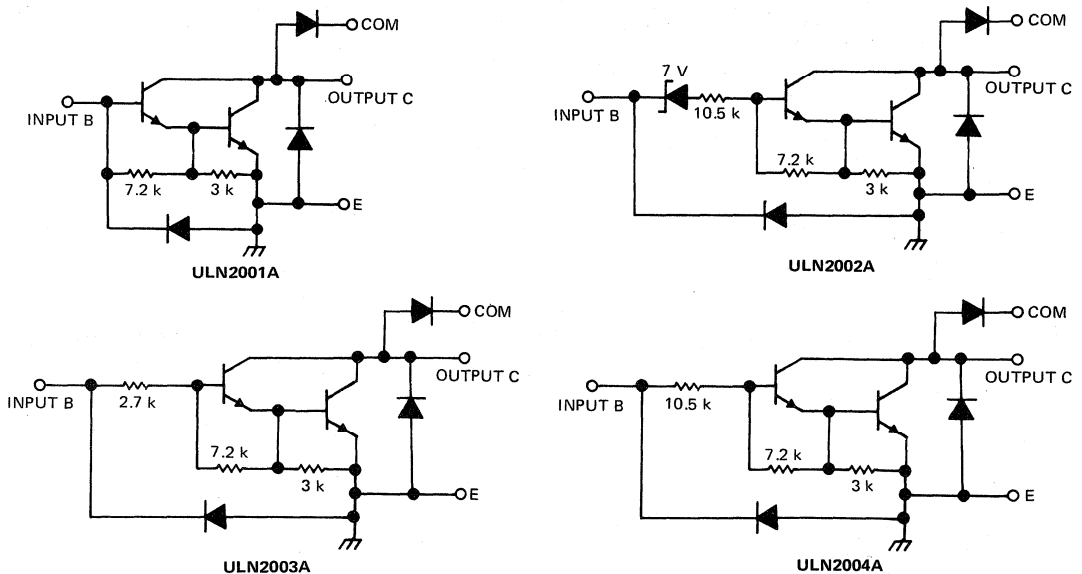 COM
OUTPUT C
INPUT B
7.2 k
3 k
E
ULN2001A
COM
7 V
OUTPUT C
INPUT B
10.5 k
7.2 k
3 k
E
ULN2002A
COM
OUTPUT C
INPUT B
2.7 k
7.2 k
3 k
E
ULN2003A
COM
OUTPUT C
INPUT B
10.5 k
7.2 k
3 k
E
ULN2004A